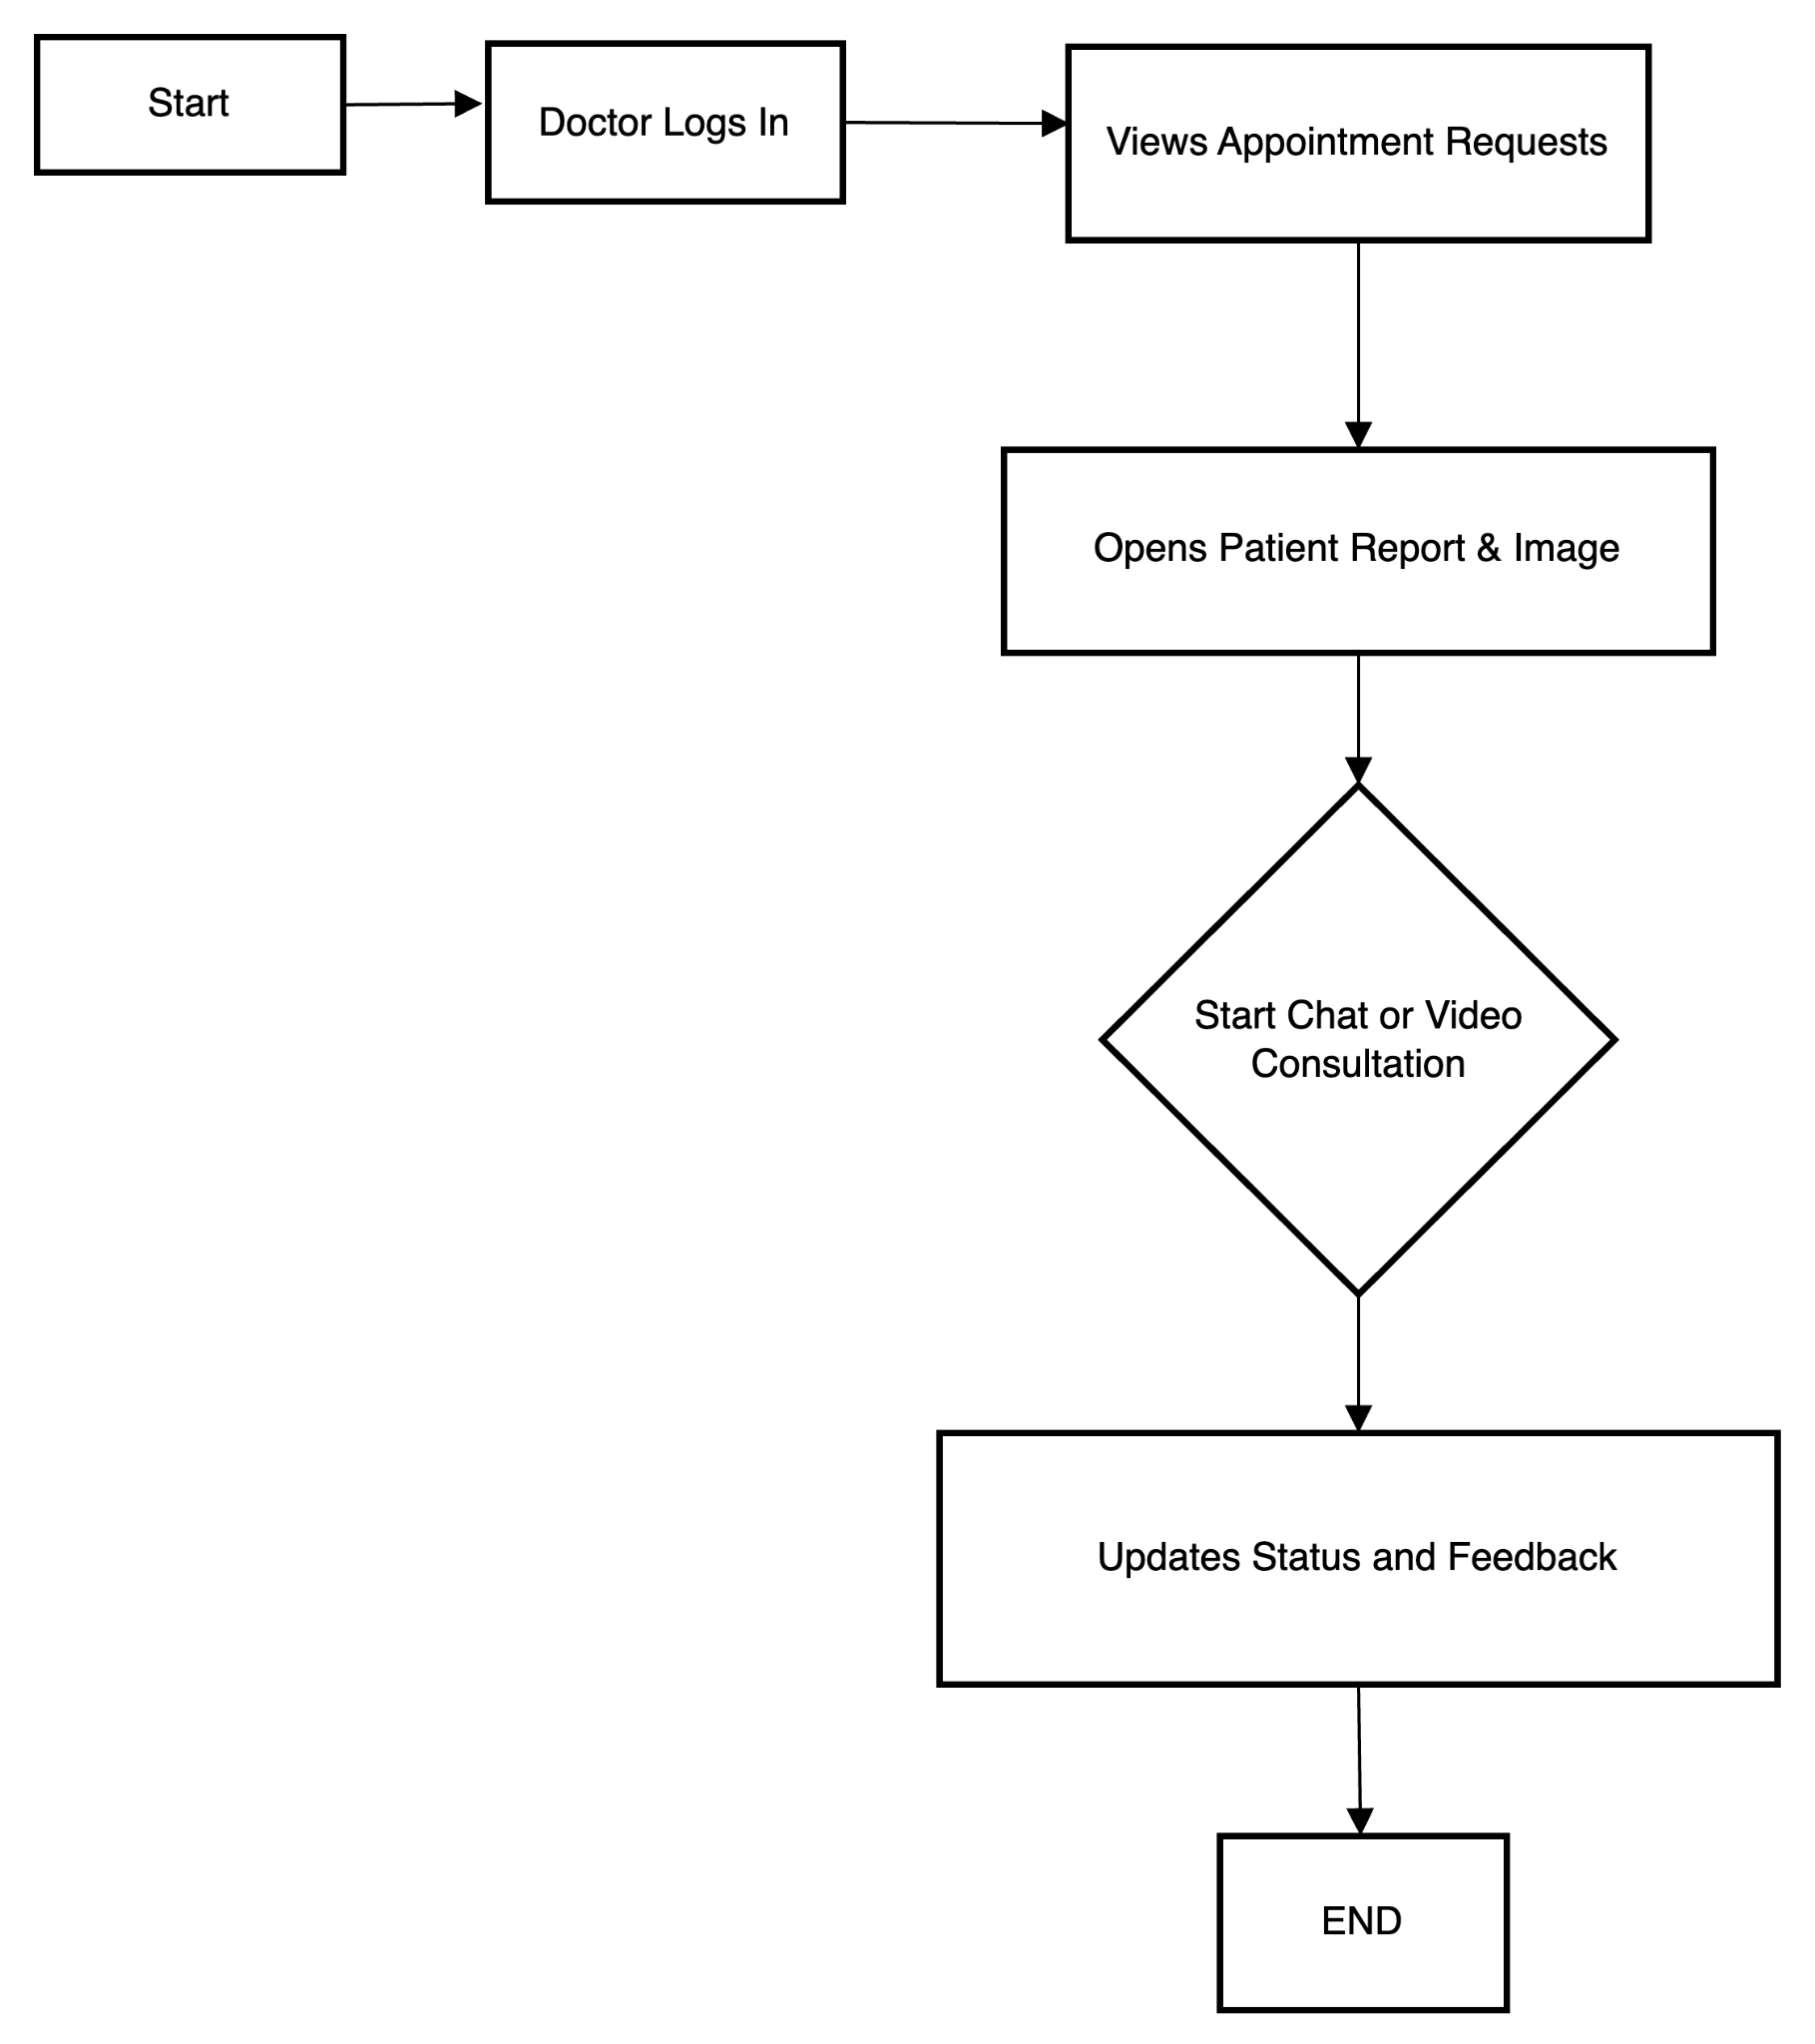 Start
Doctor Logs In
Views Appointment Requests
Opens Patient Report & Image
Start Chat or Video
Consultation
Updates Status and Feedback
END